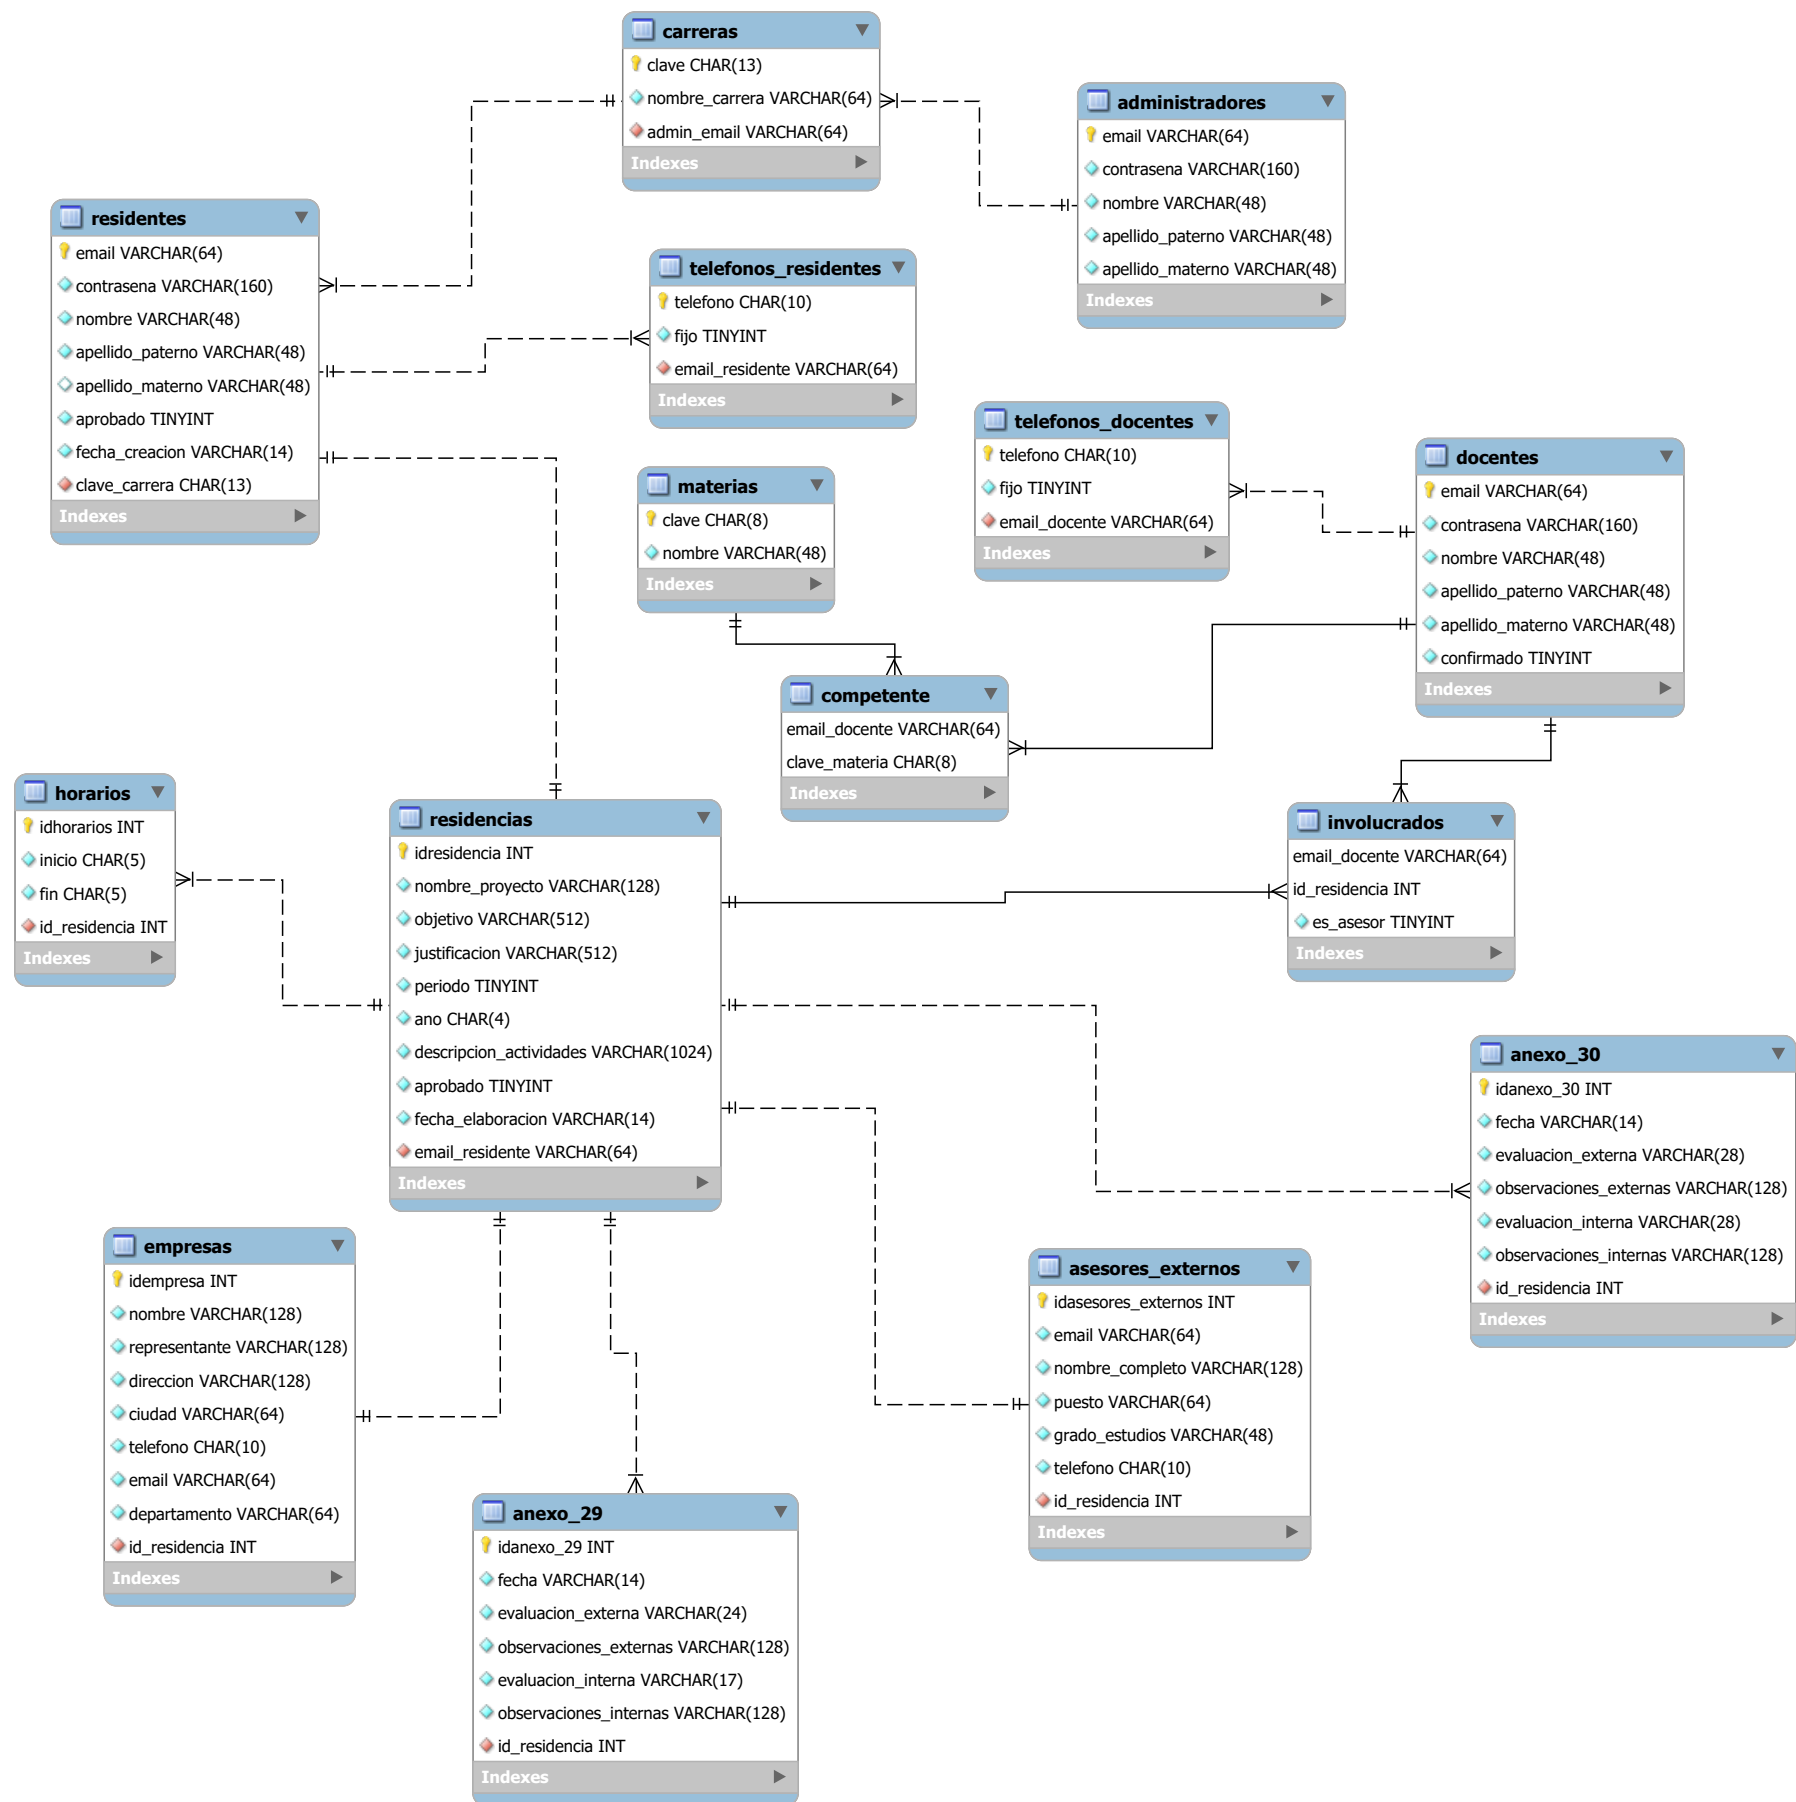 carreras
clave CHAR(13)
nombre_carrera VARCHAR(64)
admin_email VARCHAR(64)
Indexes
administradores
email VARCHAR(64)
contrasena VARCHAR(160)
nombre VARCHAR(48)
apellido_paterno VARCHAR(48)
apellido_materno VARCHAR(48)
Indexes
residentes
email VARCHAR(64)
contrasena VARCHAR(160)
nombre VARCHAR(48)
apellido_paterno VARCHAR(48)
apellido_materno VARCHAR(48)
aprobado TINYINT
fecha_creacion VARCHAR(14)
clave_carrera CHAR(13)
Indexes
telefonos_residentes
telefono CHAR(10)
fijo TINYINT
email_residente VARCHAR(64)
Indexes
telefonos_docentes
telefono CHAR(10)
fijo TINYINT
email_docente VARCHAR(64)
Indexes
docentes
email VARCHAR(64)
contrasena VARCHAR(160)
nombre VARCHAR(48)
apellido_paterno VARCHAR(48)
apellido_materno VARCHAR(48)
confirmado TINYINT
Indexes
materias
clave CHAR(8)
nombre VARCHAR(48)
Indexes
competente
email_docente VARCHAR(64)
clave_materia CHAR(8)
Indexes
horarios
idhorarios INT
inicio CHAR(5)
fin CHAR(5)
id_residencia INT
Indexes
residencias
idresidencia INT
nombre_proyecto VARCHAR(128)
objetivo VARCHAR(512)
justificacion VARCHAR(512)
periodo TINYINT
ano CHAR(4)
descripcion_actividades VARCHAR(1024)
aprobado TINYINT
fecha_elaboracion VARCHAR(14)
email_residente VARCHAR(64)
Indexes
involucrados
email_docente VARCHAR(64)
id_residencia INT
es_asesor TINYINT
Indexes
anexo_30
idanexo_30 INT
fecha VARCHAR(14)
evaluacion_externa VARCHAR(28)
observaciones_externas VARCHAR(128)
evaluacion_interna VARCHAR(28)
observaciones_internas VARCHAR(128)
id_residencia INT
Indexes
empresas
idempresa INT
nombre VARCHAR(128)
representante VARCHAR(128)
direccion VARCHAR(128)
ciudad VARCHAR(64)
telefono CHAR(10)
email VARCHAR(64)
departamento VARCHAR(64)
id_residencia INT
Indexes
asesores_externos
idasesores_externos INT
email VARCHAR(64)
nombre_completo VARCHAR(128)
puesto VARCHAR(64)
grado_estudios VARCHAR(48)
telefono CHAR(10)
id_residencia INT
Indexes
anexo_29
idanexo_29 INT
fecha VARCHAR(14)
evaluacion_externa VARCHAR(24)
observaciones_externas VARCHAR(128)
evaluacion_interna VARCHAR(17)
observaciones_internas VARCHAR(128)
id_residencia INT
Indexes